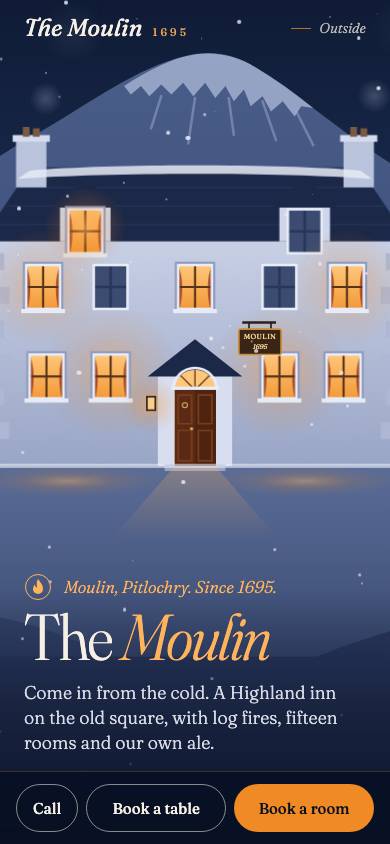 The Moulin 1695
Outside
MOULIN
1695
Moulin, Pitlochry. Since 1695.
The Moulin
Come in from the cold. A Highland inn
on the old square, with log fires, fifteen
rooms and our own ale.
Call
Book a table
Book a room